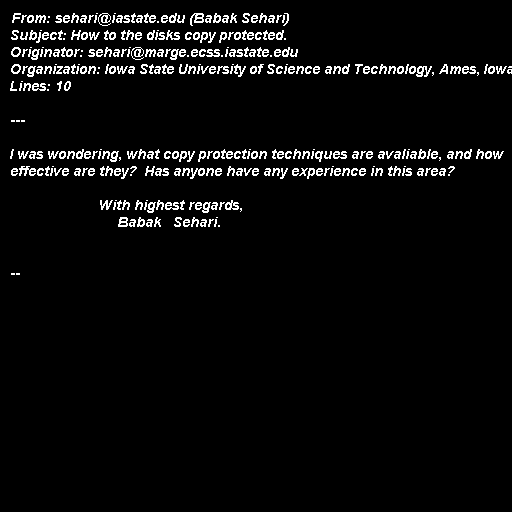 From: sehari@iastate.edu (Babak Sehari)
Subject: How to the disks copy protected.
Originator: sehari@marge.ecss.iastate.edu
Organization: Iowa State University of Science and Technology, Ames, Iowa
Lines: 10

---

I was wondering, what copy protection techniques are avaliable, and how
effective are they?  Has anyone have any experience in this area?

With highest regards,
Babak   Sehari.

--